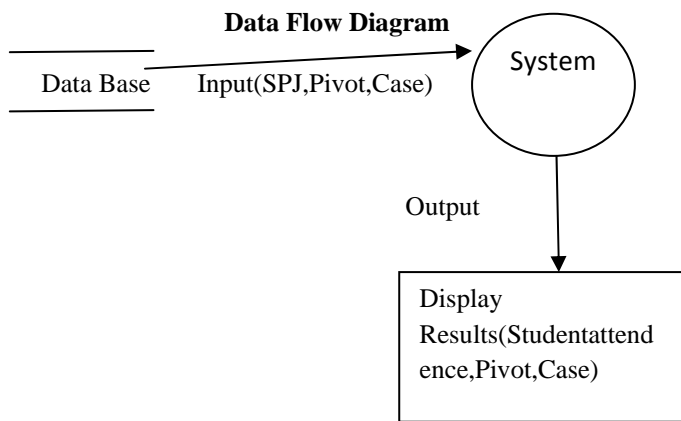 Data Flow Diagram
System
Data Base
Input(SPJ,Pivot,Case)
Output
Display
Results(Studentattend
ence,Pivot,Case)